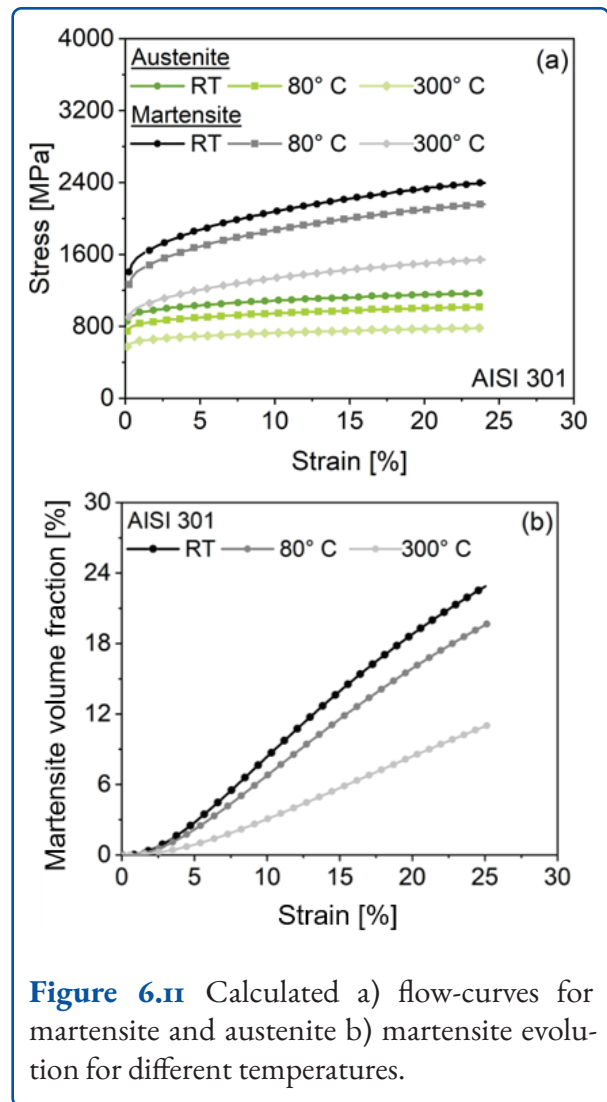 4000
3200
2400
1600
800
0
Stress [MPa]
(a)
Austenite
RT 80° C 300° C
Martensite
RT 80° C 300° C
AISI 301
0 5 10 15 20 25 30
Strain [%]
30
24
18
12
6
0
Martensite volume fraction [%]
AISI 301 (b)
RT 80° C 300° C
0 5 10 15 20 25 30
Strain [%]
Figure 6.11 Calculated a) flow-curves for
martensite and austenite b) martensite evolu-
tion for different temperatures.